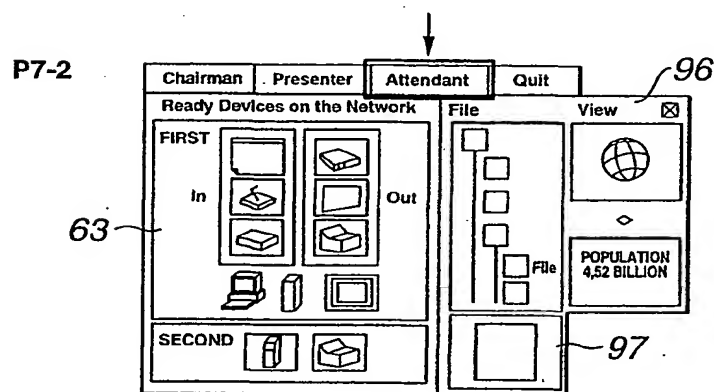 P7-2
Chairman Presenter Attendant Quit
96
Ready Devices on the Network
File View
FIRST
In
Out
63
File
POPULATION
4,52 BILLION
SECOND
97